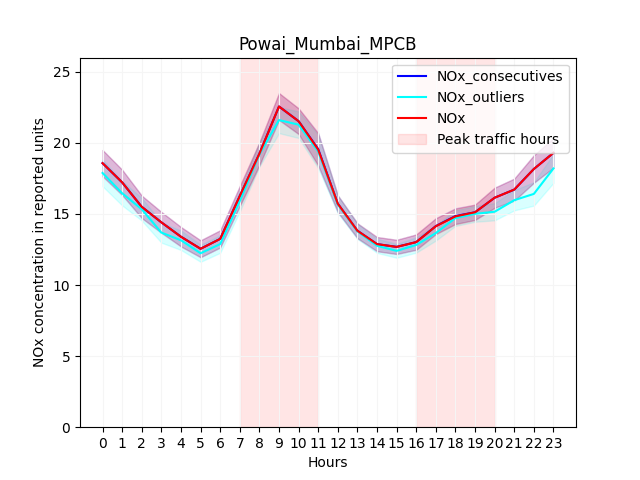 Powai_Mumbai_MPCB
NOx_consecutives
NOx_outliers
NOx
Peak traffic hours
NOx concentration in reported units
25
20
15
10
5
0
0 1 2 3 4 5 6 7 8 9 10 11 12 13 14 15 16 17 18 19 20 21 22 23
Hours